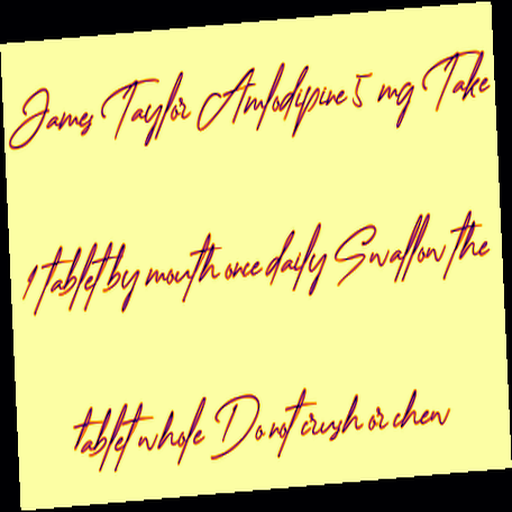 James Taylor Amlodipine 5 mg Take
1 tablet by mouth once daily Swallow the
tablet whole Do not crush or chew